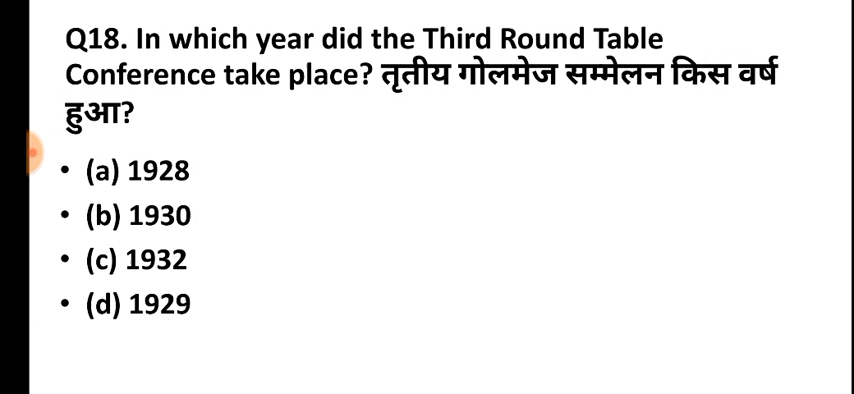 Q18. In which year did the Third Round Table
Conference take place? तृतीय गोलमेज सम्मेलन किस वर्ष
हुआ?
• (a) 1928
• (b) 1930
• (c) 1932
• (d) 1929